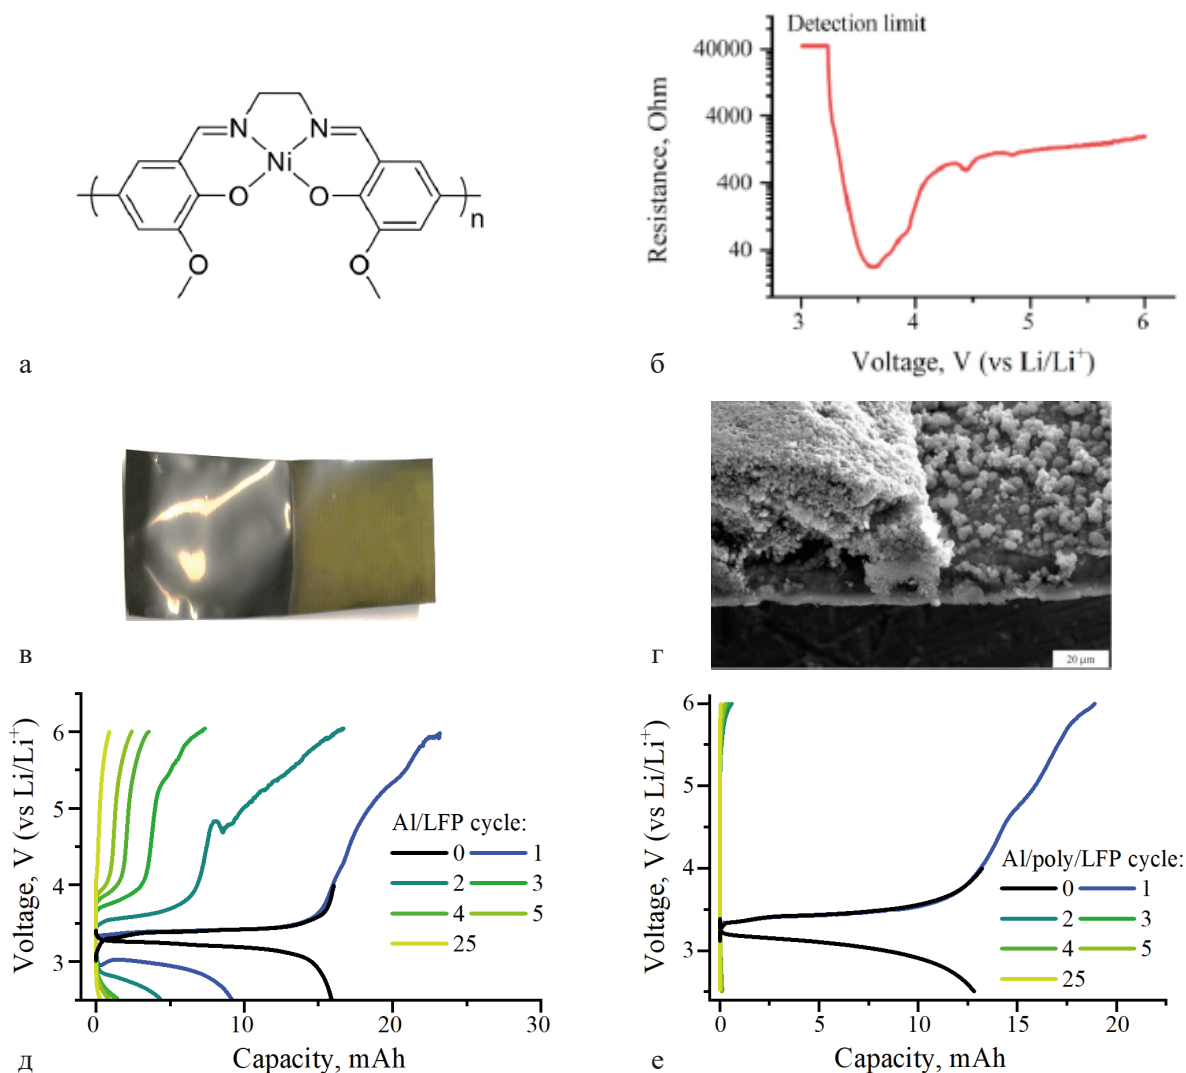 N
N
Ni
O
O
n
O
O
а
Detection limit
40000
4000
400
40
Resistance, Ohm
3
4
5
6
Voltage, V (vs Li/Li⁺)
б
в
20 µm
г
6
5
4
3
Voltage, V (vs Li/Li⁺)
Al/LFP cycle:
0 1
2 3
4 5
25
0
10
20
30
Capacity, mAh
д
6
5
4
3
Voltage, V (vs Li/Li⁺)
Al/poly/LFP cycle:
0 1
2 3
4 5
25
0
5
10
15
20
Capacity, mAh
е